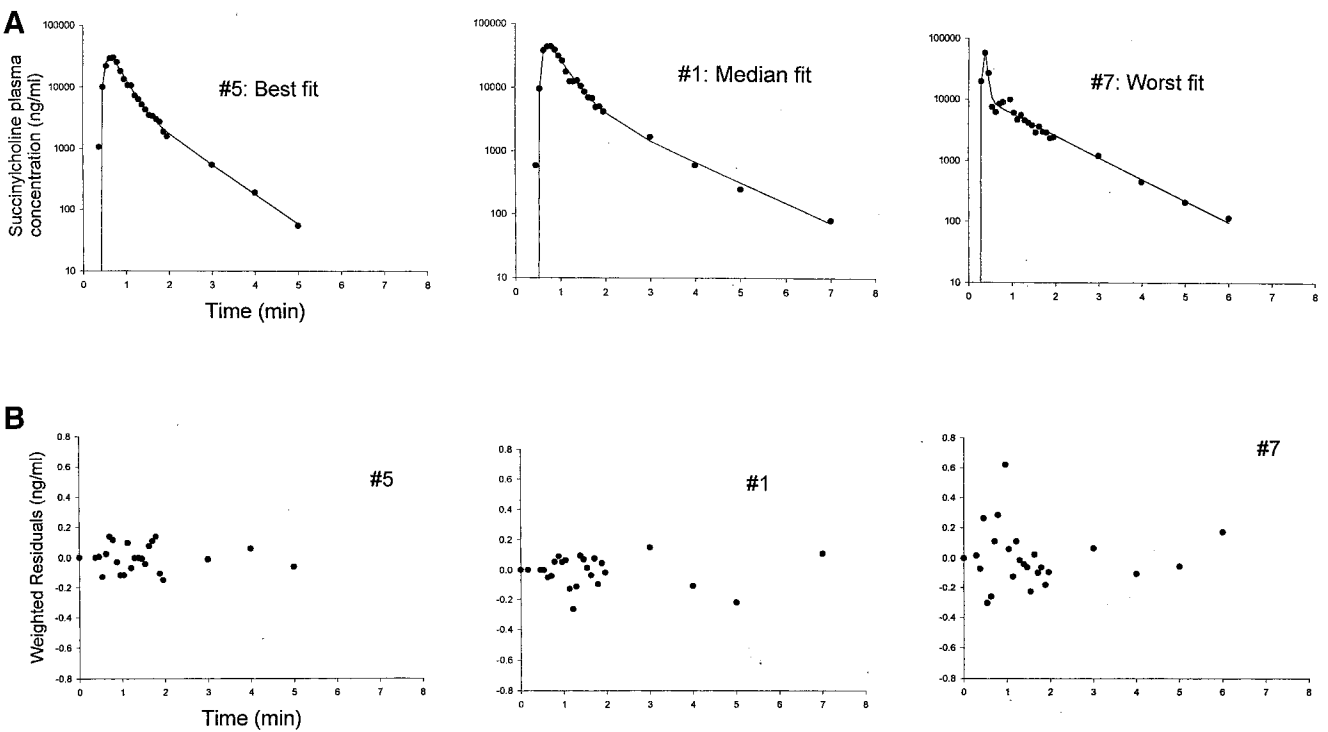 A
Succinylcholine plasma
concentration (ng/ml)
100000
10000
1000
100
10
0 1 2 3 4 5 6 7 8
Time (min)
#5: Best fit
100000
10000
1000
100
10
0 1 2 3 4 5 6 7 8
#1: Median fit
100000
10000
1000
100
10
0 1 2 3 4 5 6 7 8
#7: Worst fit
B
Weighted Residuals (ng/ml)
0.8
0.6
0.4
0.2
0.0
-0.2
-0.4
-0.6
-0.8
0 1 2 3 4 5 6 7 8
Time (min)
#5
0.8
0.6
0.4
0.2
0.0
-0.2
-0.4
-0.6
-0.8
0 1 2 3 4 5 6 7 8
#1
0.8
0.6
0.4
0.2
0.0
-0.2
-0.4
-0.6
-0.8
0 1 2 3 4 5 6 7 8
#7